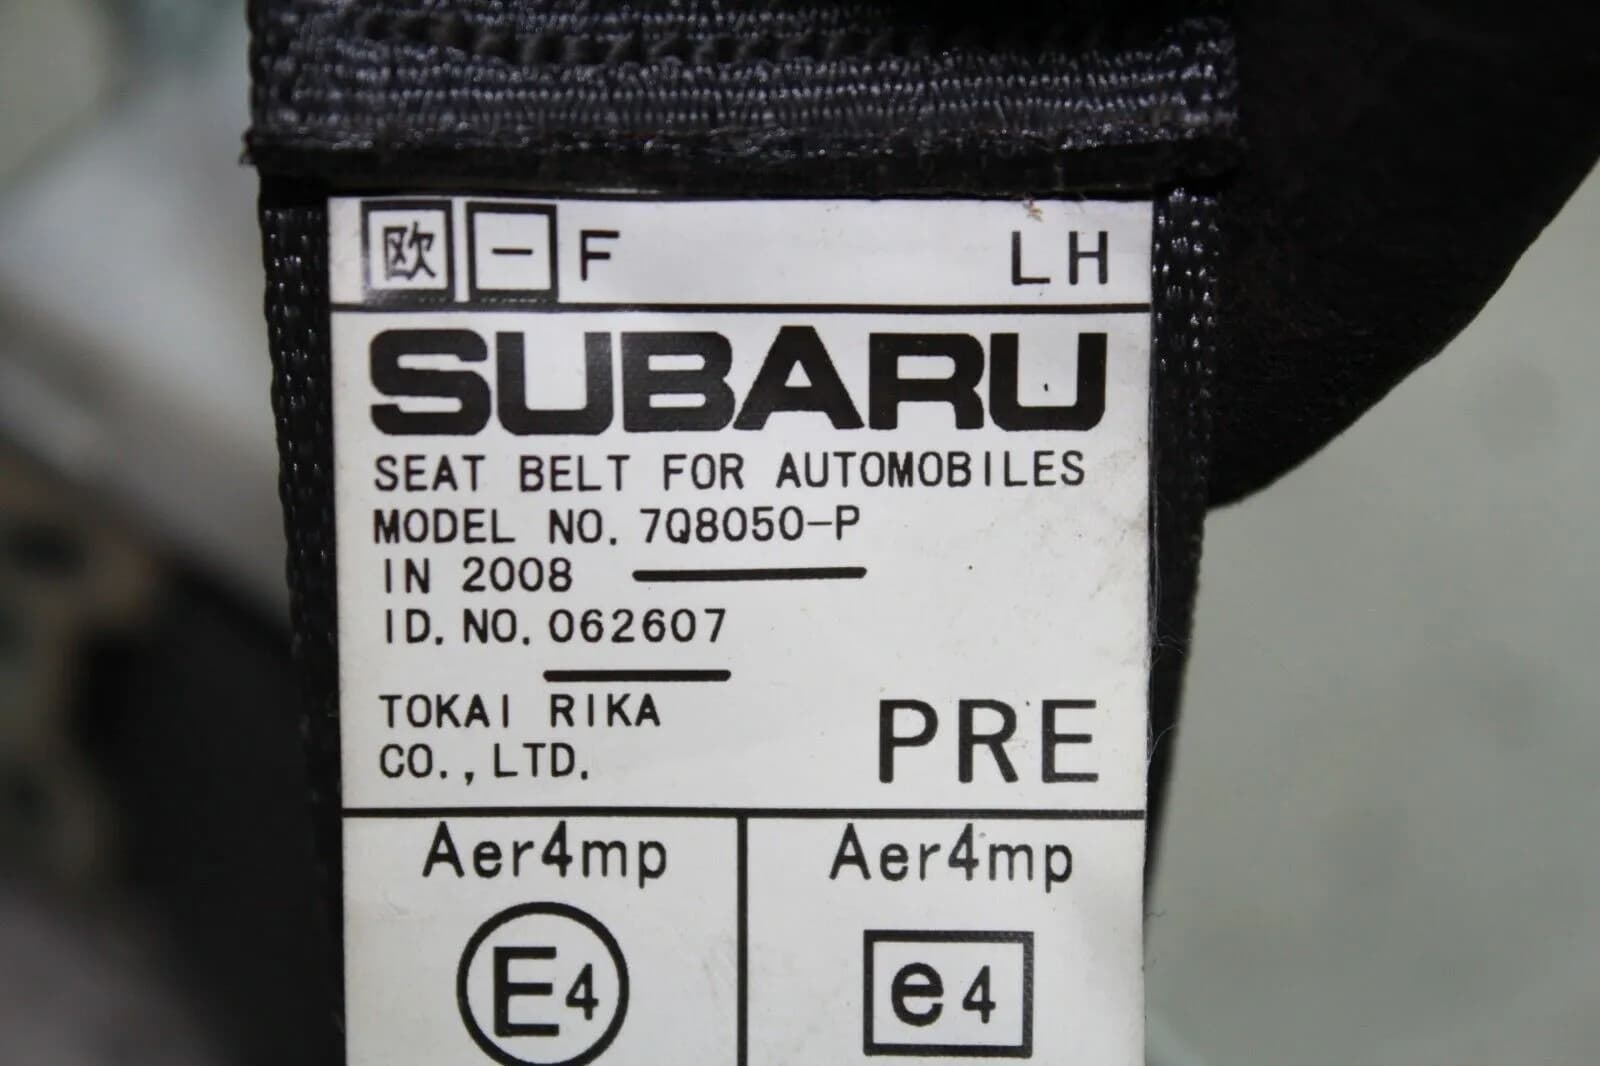 欧 一 F LH
SUBARU
SEAT BELT FOR AUTOMOBILES
MODEL NO. 7Q8050-P
IN 2008
ID. NO. 062607
TOKAI RIKA
CO., LTD.
PRE
Aer4mp Aer4mp
E4 e4